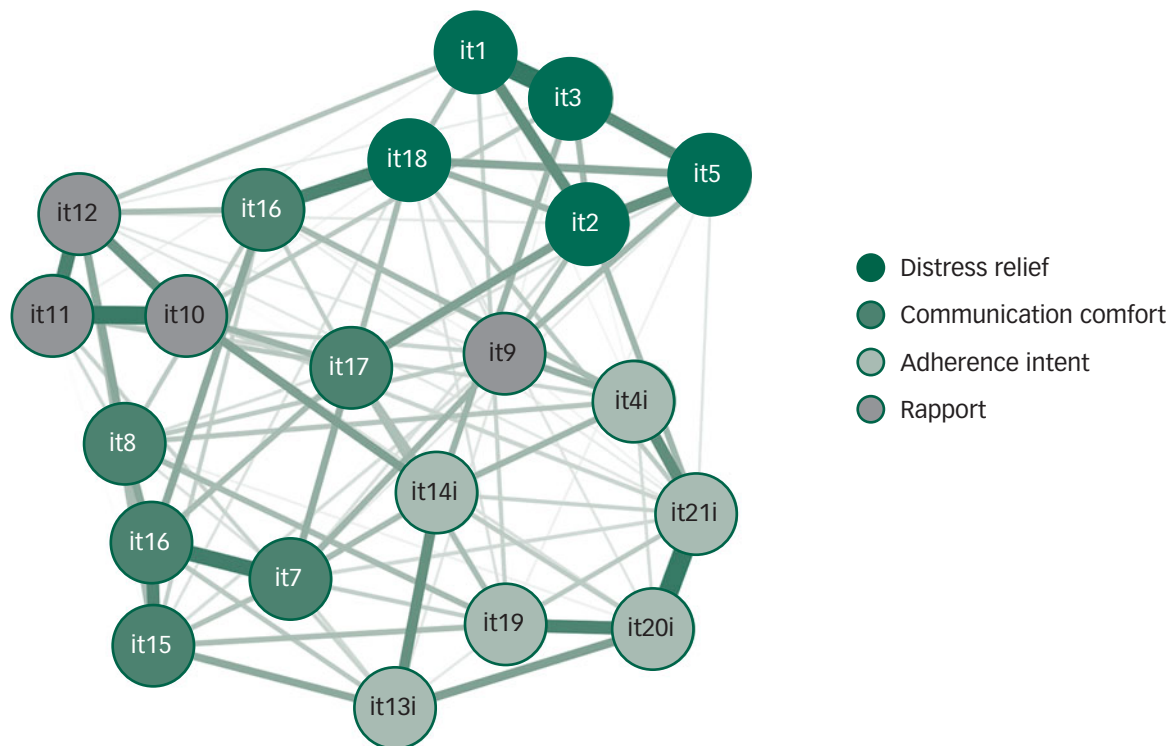 it1
it3
it18
it5
it16
it12
it2
it11
it10
it9
it17
it4i
it8
it14i
it21i
it16
it7
it19
it20i
it15
it13i
Distress relief
Communication comfort
Adherence intent
Rapport